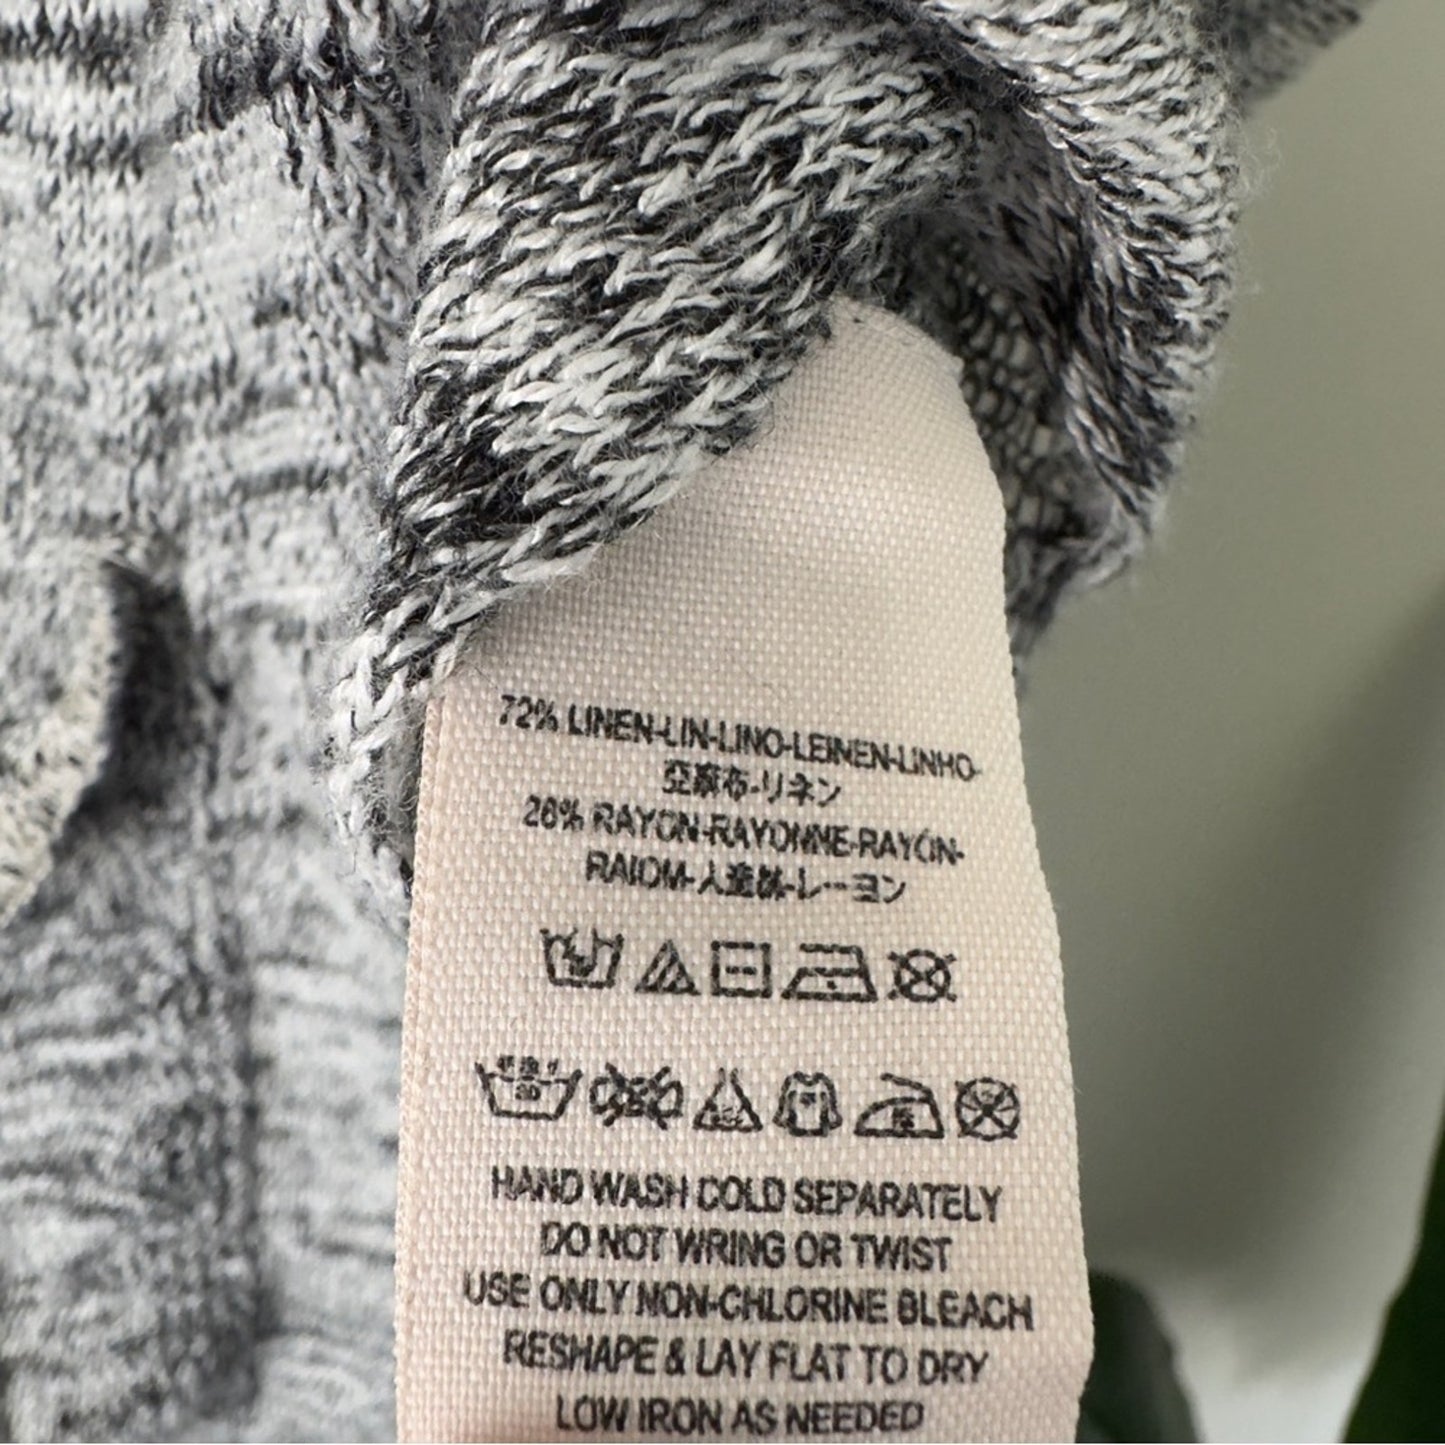 72% LINEN-LIN-LINO-LEINEN-LINHO-
亞麻布-リネン
28% RAYON-RAYONNE-RAYÓN-
RAIOM-人造絲-レーヨン
HAND WASH COLD SEPARATELY
DO NOT WRING OR TWIST
USE ONLY NON-CHLORINE BLEACH
RESHAPE & LAY FLAT TO DRY
LOW IRON AS NEEDED